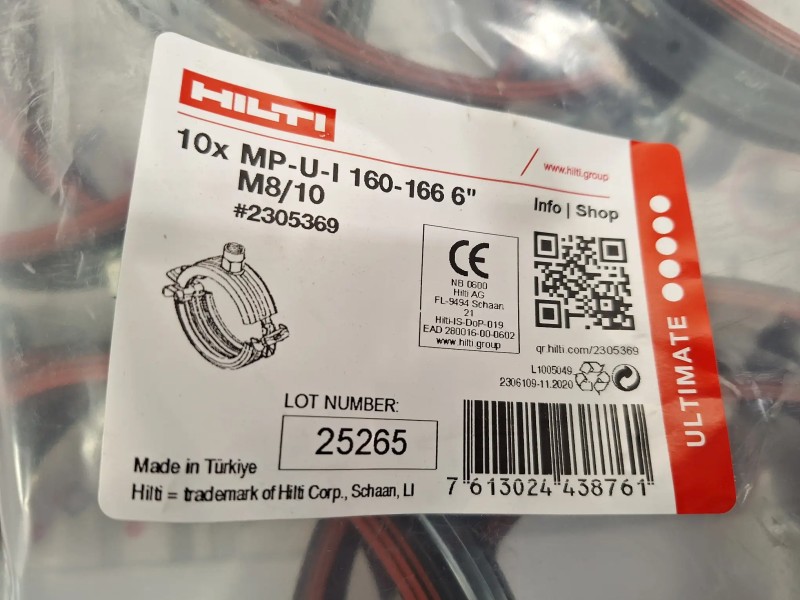 HILTI
10x MP-U-I 160-166 6"
M8/10
#2305369
www.hilti.group
Info | Shop
CE
NB 0600
Hilti AG
FL-9494 Schaan
21
Hilti-IS-DoP-019
EAD 280016-00-0602
www.hilti.group
qr.hilti.com/2305369
L1005049
2306109-11.2020
LOT NUMBER:
25265
Made in Türkiye
Hilti = trademark of Hilti Corp., Schaan, LI
7 613024 438761
ULTIMATE